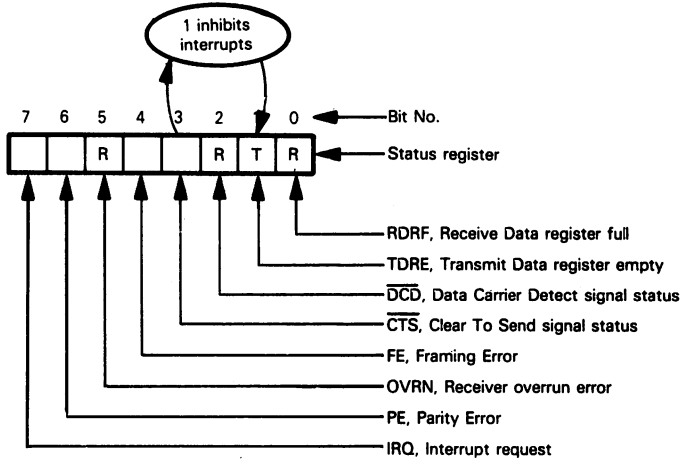 1 inhibits
interrupts
7 6 5 4 3 2 1 0 Bit No.
R R T R Status register
RDRF, Receive Data register full
TDRE, Transmit Data register empty
D̅C̅D̅, Data Carrier Detect signal status
C̅T̅S̅, Clear To Send signal status
FE, Framing Error
OVRN, Receiver overrun error
PE, Parity Error
IRQ, Interrupt request